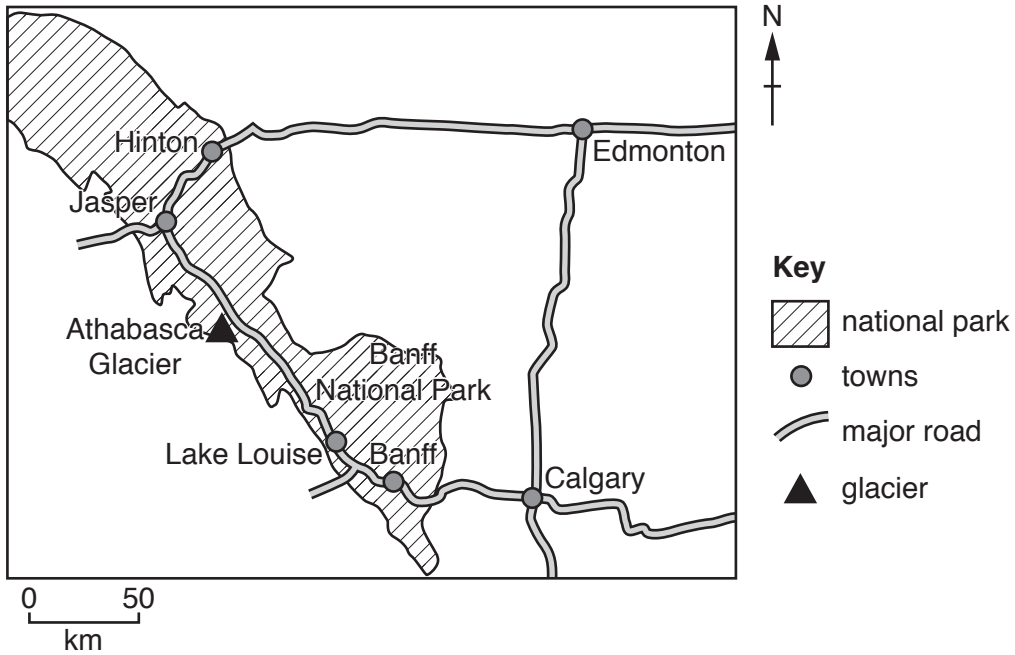 N
Hinton
Edmonton
Jasper
Athabasca
Glacier
Banff
National Park
Lake Louise
Banff
Calgary
Key
national park
towns
major road
glacier
0 50
km